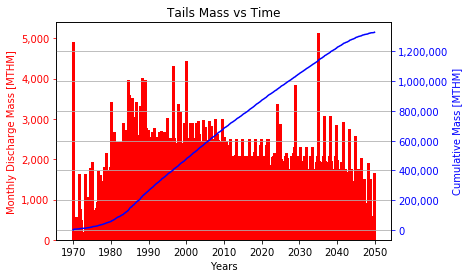 Tails Mass vs Time
Monthly Discharge Mass [MTHM]
5,000
4,000
3,000
2,000
1,000
0
1,200,000
1,000,000
800,000
600,000
400,000
200,000
0
Cumulative Mass [MTHM]
1970 1980 1990 2000 2010 2020 2030 2040 2050
Years